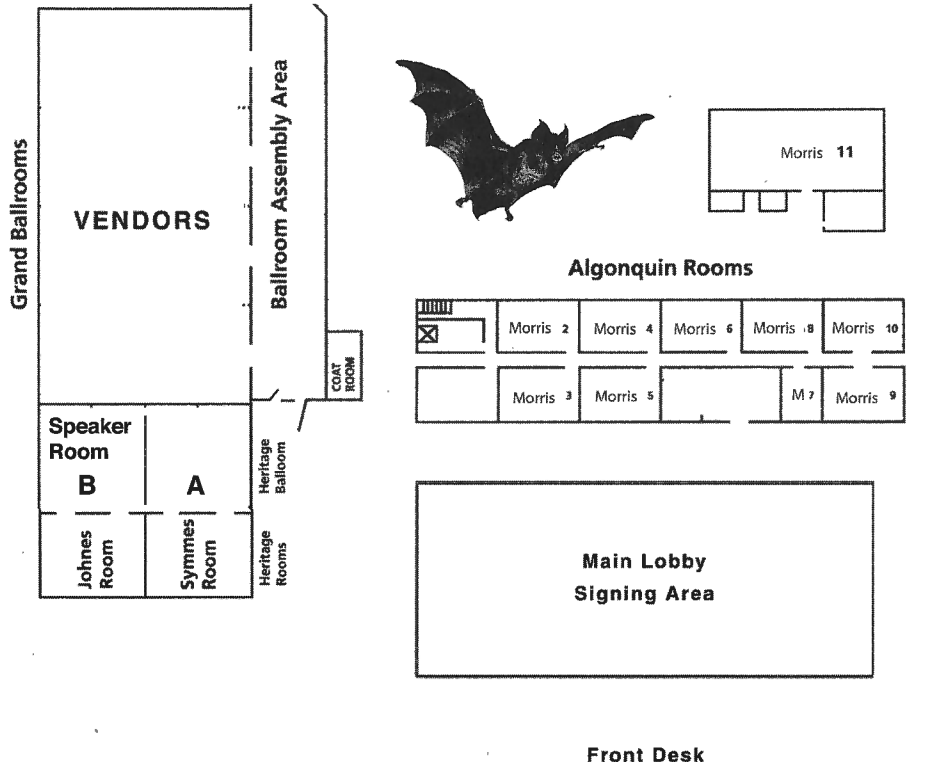 Grand Ballrooms
VENDORS
Ballroom Assembly Area
COAT
ROOM
Speaker
Room
B
A
Heritage
Balloom
Johnes
Room
Symmes
Room
Heritage
Rooms
Morris 11
Algonquin Rooms
Morris 2
Morris 4
Morris 6
Morris 8
Morris 10
Morris 3
Morris 5
M 7
Morris 9
Main Lobby
Signing Area
Front Desk